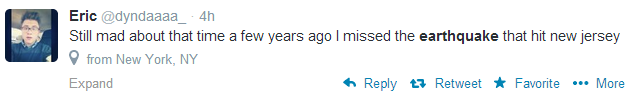 Eric @dyndaaaa_ · 4h
Still mad about that time a few years ago I missed the earthquake that hit new jersey
from New York, NY
Expand Reply Retweet Favorite More